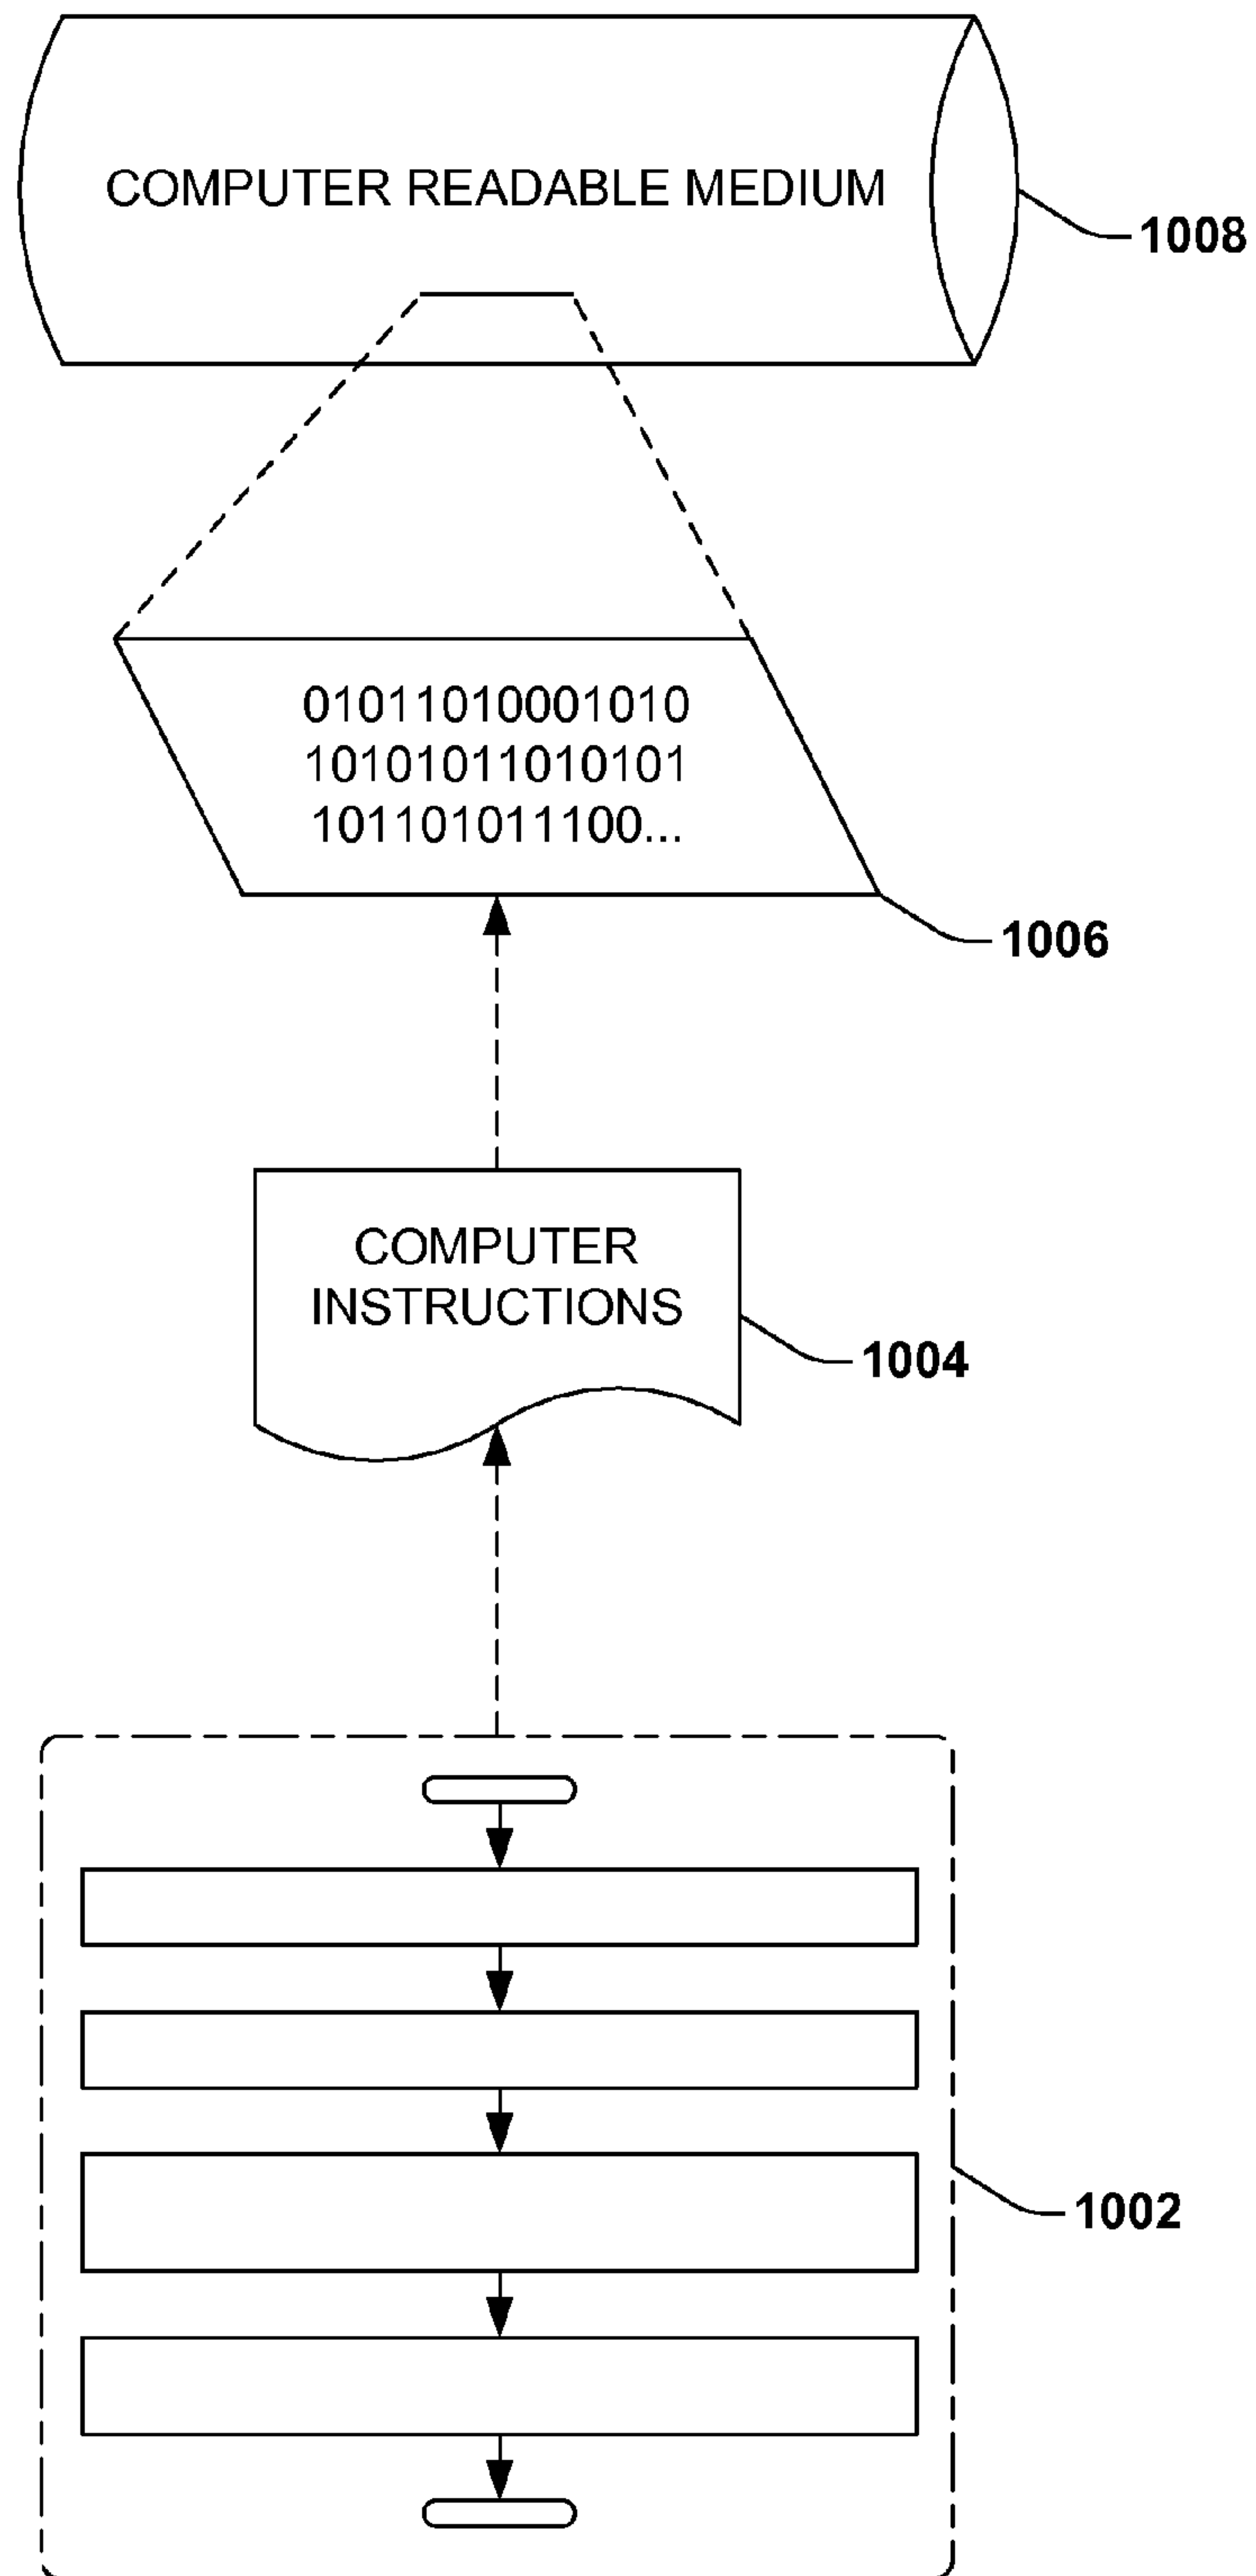 COMPUTER READABLE MEDIUM
1008
01011010001010
10101011010101
101101011100...
1006
COMPUTER
INSTRUCTIONS
1004
1002